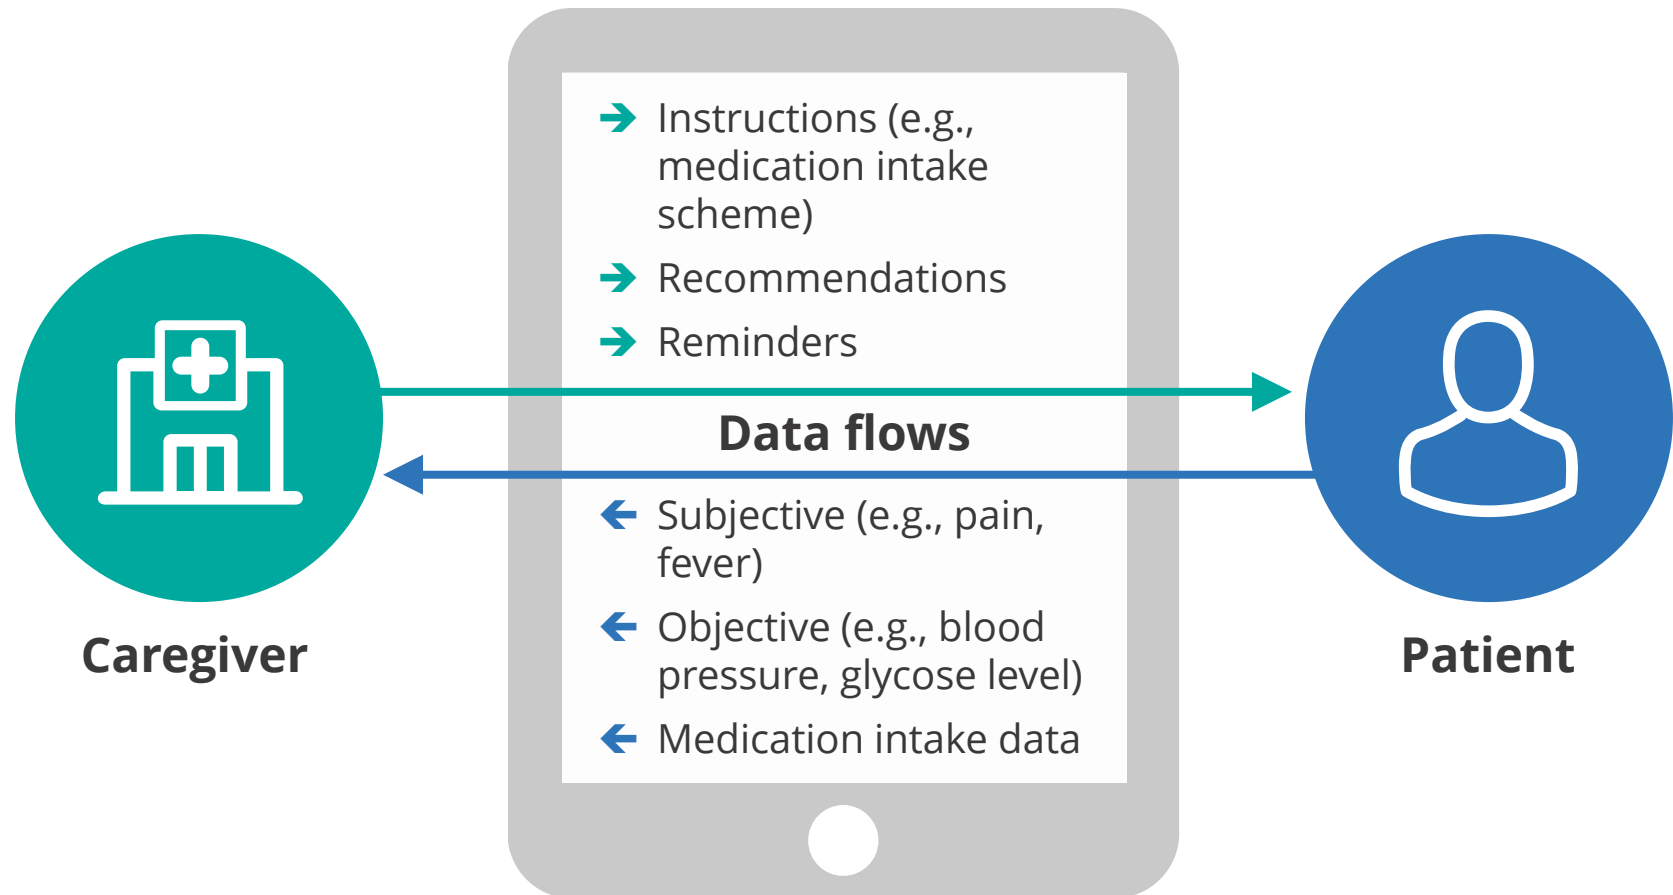 Instructions (e.g.,
medication intake
scheme)
Recommendations
Reminders
Data flows
Subjective (e.g., pain,
fever)
Objective (e.g., blood
pressure, glycose level)
Medication intake data
Caregiver
Patient